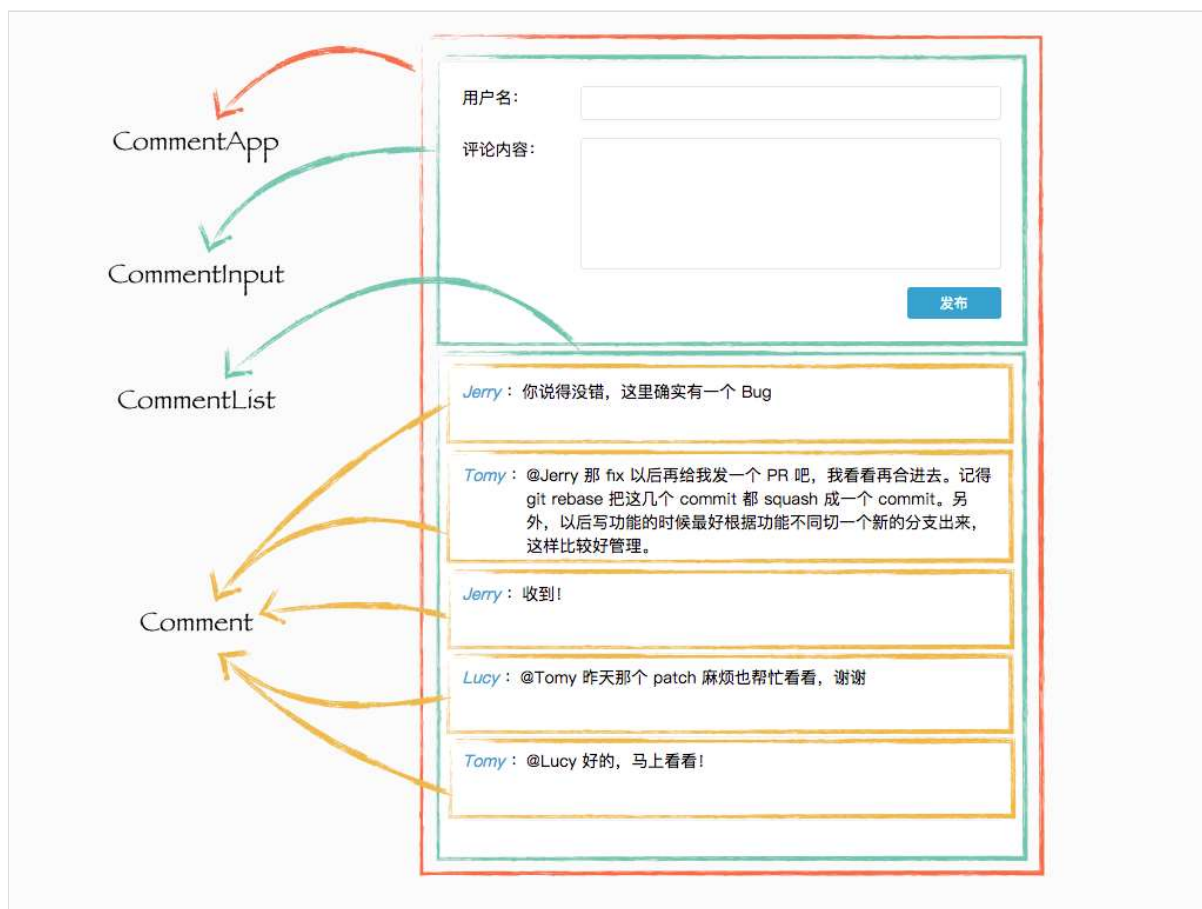 CommentApp
用户名：
评论内容：
CommentInput
发布
CommentList
Jerry：你说得没错，这里确实有一个 Bug
Tomy：@Jerry 那 fix 以后再给我发一个 PR 吧，我看看再合进去。记得
git rebase 把这几个 commit 都 squash 成一个 commit。另
外，以后写功能的时候最好根据功能不同切一个新的分支出来，
这样比较好管理。
Jerry：收到！
Comment
Lucy：@Tomy 昨天那个 patch 麻烦也帮忙看看，谢谢
Tomy：@Lucy 好的，马上看看！